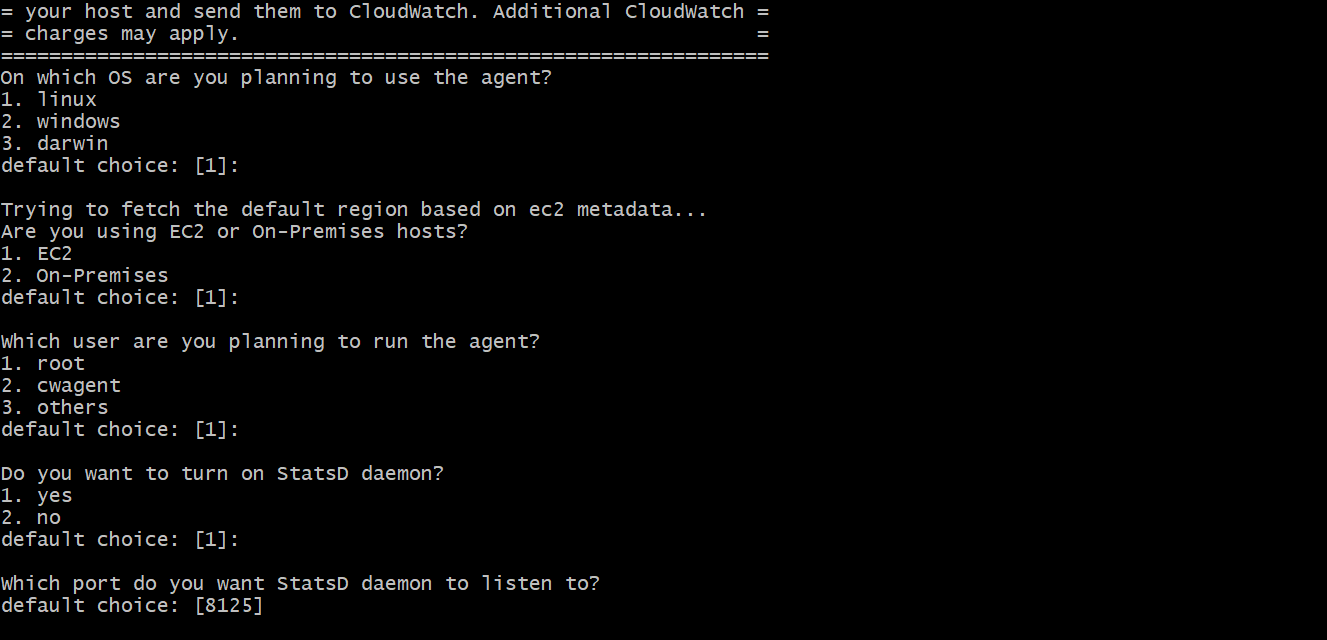 = your host and send them to CloudWatch. Additional CloudWatch =
= charges may apply. =
================================================================
On which OS are you planning to use the agent?
1. linux
2. windows
3. darwin
default choice: [1]:
Trying to fetch the default region based on ec2 metadata...
Are you using EC2 or On-Premises hosts?
1. EC2
2. On-Premises
default choice: [1]:
Which user are you planning to run the agent?
1. root
2. cwagent
3. others
default choice: [1]:
Do you want to turn on StatsD daemon?
1. yes
2. no
default choice: [1]:
Which port do you want StatsD daemon to listen to?
default choice: [8125]